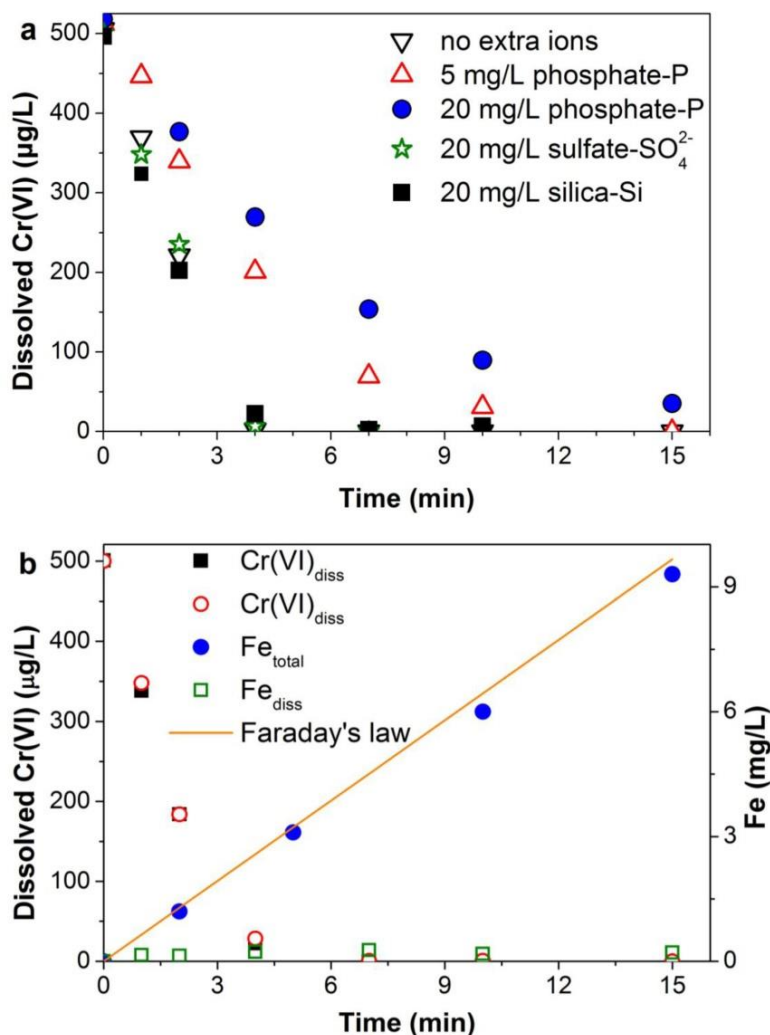 a
500
400
300
200
100
0
Dissolved Cr(VI) (µg/L)
no extra ions
5 mg/L phosphate-P
20 mg/L phosphate-P
20 mg/L sulfate-SO₄²⁻
20 mg/L silica-Si
0 3 6 9 12 15
Time (min)
b
500
400
300
200
100
0
Dissolved Cr(VI) (µg/L)
Cr(VI)diss
Cr(VI)diss
Fetotal
Fediss
Faraday's law
9
6
3
0
Fe (mg/L)
0 3 6 9 12 15
Time (min)